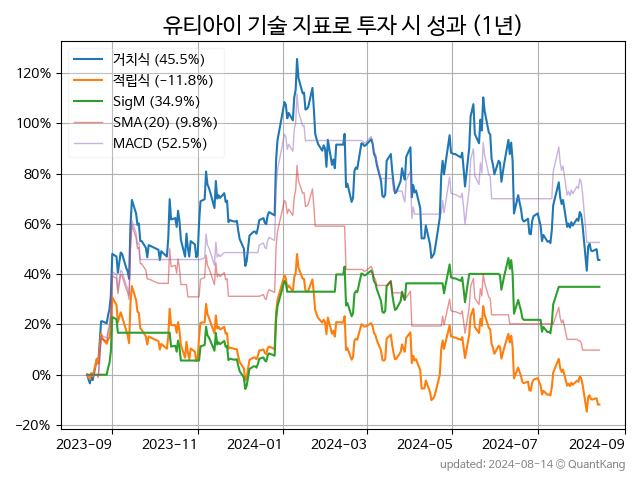 유티아이 기술 지표로 투자 시 성과 (1년)
거치식 (45.5%)
적립식 (-11.8%)
SigM (34.9%)
SMA(20) (9.8%)
MACD (52.5%)
120%
100%
80%
60%
40%
20%
0%
-20%
2023-09 2023-11 2024-01 2024-03 2024-05 2024-07 2024-09
updated: 2024-08-14 © QuantKang